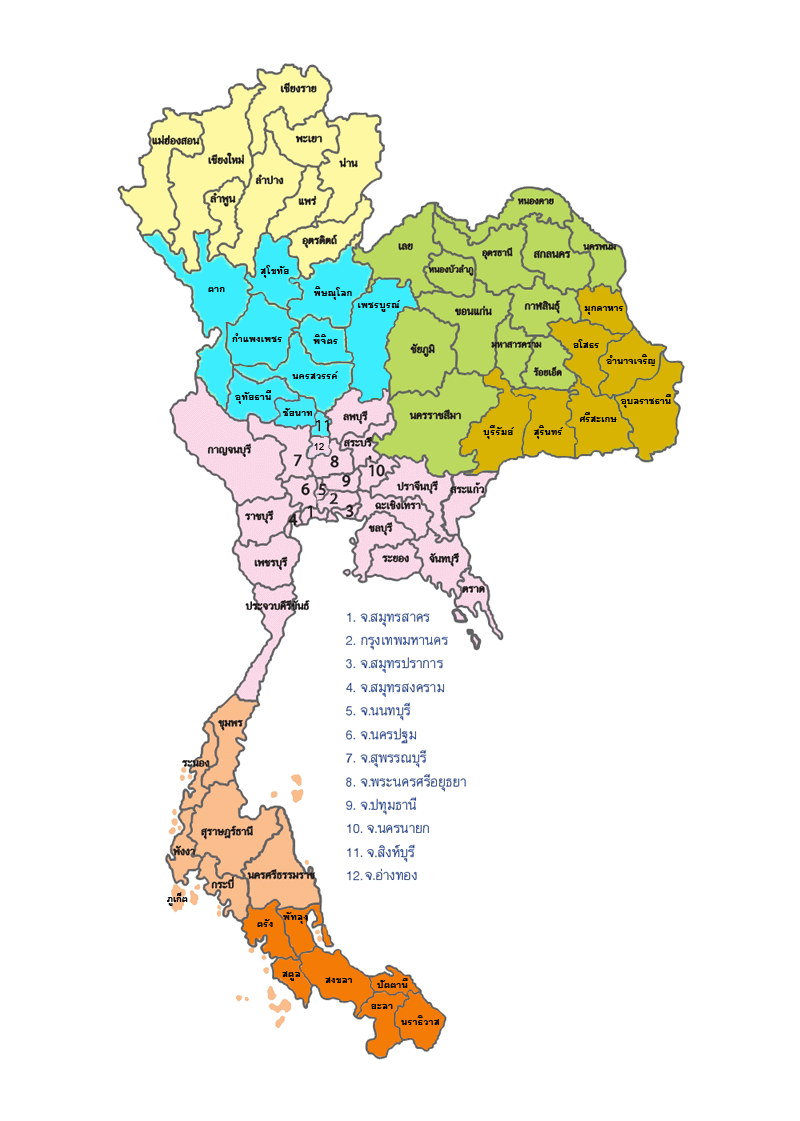 เชียงราย
แม่ฮ่องสอน
พะเยา
เชียงใหม่
น่าน
ลำปาง
ลำพูน
แพร่
อุตรดิตถ์
หนองคาย
เลย
อุดรธานี
สกลนคร
นครพนม
หนองบัวลำภู
สุโขทัย
ตาก
พิษณุโลก
เพชรบูรณ์
ขอนแก่น
กาฬสินธุ์
มุกดาหาร
กำแพงเพชร
พิจิตร
ชัยภูมิ
มหาสารคาม
ยโสธร
อำนาจเจริญ
ร้อยเอ็ด
นครสวรรค์
อุทัยธานี
ชัยนาท
ลพบุรี
นครราชสีมา
บุรีรัมย์
สุรินทร์
ศรีสะเกษ
อุบลราชธานี
11
12
สระบุรี
กาญจนบุรี
7
8
10
9
6
5
2
ปราจีนบุรี
สระแก้ว
ฉะเชิงเทรา
ราชบุรี
4
1
3
ชลบุรี
เพชรบุรี
ระยอง
จันทบุรี
ตราด
ประจวบคีรีขันธ์
1. จ.สมุทรสาคร
2. กรุงเทพมหานคร
3. จ.สมุทรปราการ
4. จ.สมุทรสงคราม
5. จ.นนทบุรี
6. จ.นครปฐม
7. จ.สุพรรณบุรี
8. จ.พระนครศรีอยุธยา
9. จ.ปทุมธานี
10. จ.นครนายก
11. จ.สิงห์บุรี
12. จ.อ่างทอง
ชุมพร
ระนอง
สุราษฎร์ธานี
พังงา
กระบี่
นครศรีธรรมราช
ภูเก็ต
ตรัง
พัทลุง
สตูล
สงขลา
ปัตตานี
ยะลา
นราธิวาส